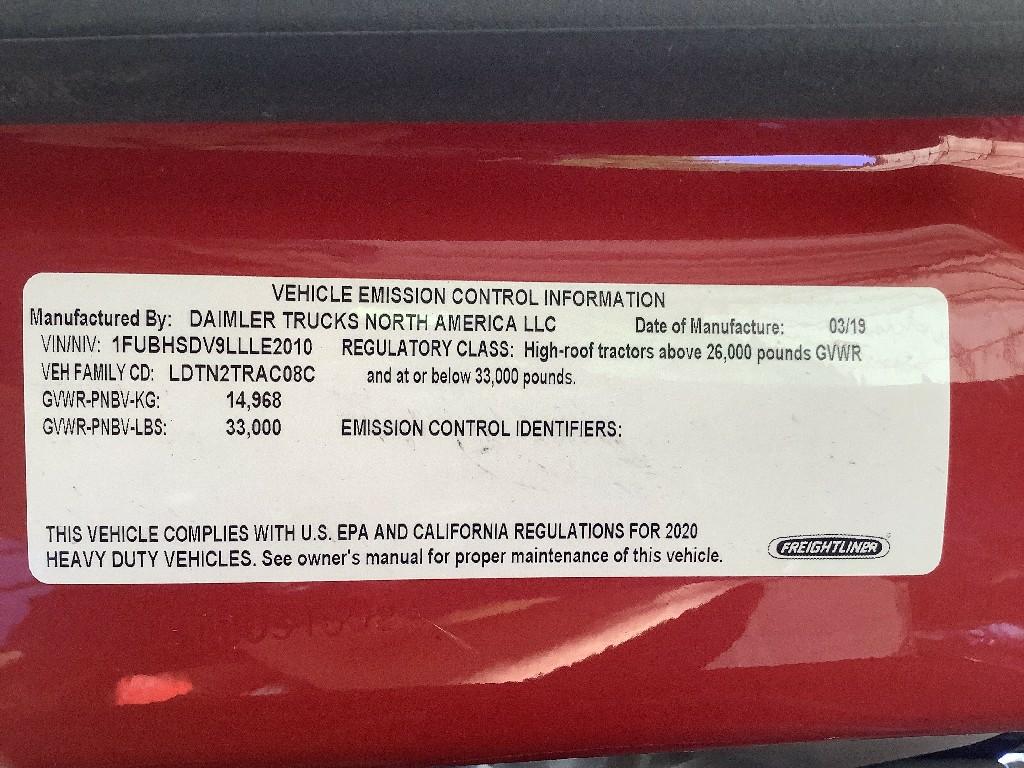 VEHICLE EMISSION CONTROL INFORMATION
Manufactured By: DAIMLER TRUCKS NORTH AMERICA LLC Date of Manufacture: 03/19
VIN/NIV: 1FUBHSDV9LLLE2010 REGULATORY CLASS: High-roof tractors above 26,000 pounds GVWR
VEH FAMILY CD: LDTN2TRAC08C and at or below 33,000 pounds.
GVWR-PNBV-KG: 14,968
GVWR-PNBV-LBS: 33,000 EMISSION CONTROL IDENTIFIERS:
THIS VEHICLE COMPLIES WITH U.S. EPA AND CALIFORNIA REGULATIONS FOR 2020
HEAVY DUTY VEHICLES. See owner's manual for proper maintenance of this vehicle.
FREIGHTLINER